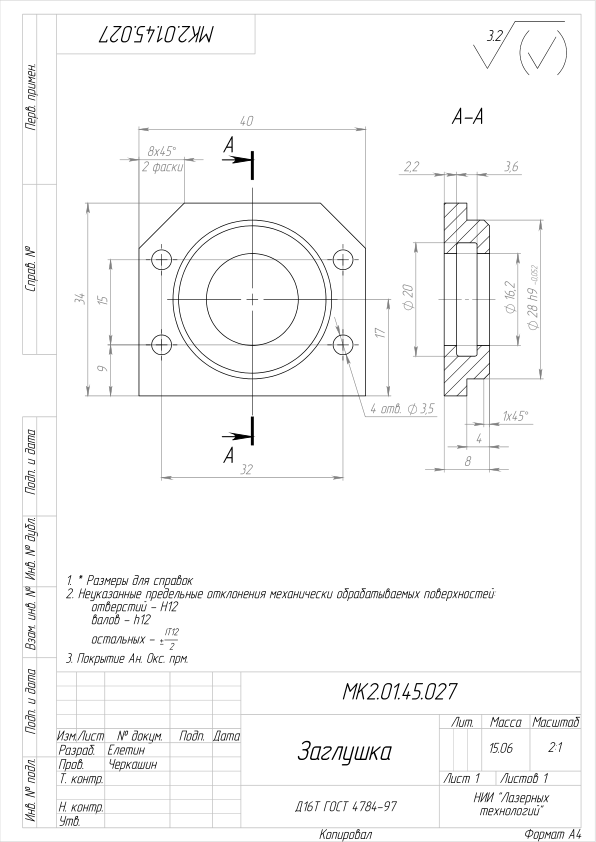 МК2.01.45.027
3.2
Перв. примен.
Справ. №
Подп. и дата
Инв. № дубл.
Взам. инв. №
Подп. и дата
Инв. № подл.
А
А-А
40
8х45°
2 фаски
2,2
3,6
34
15
9
17
∅20
∅16,2
∅28 h9 -0,052
4 отв. ∅3,5
1х45°
4
8
А
32
1. * Размеры для справок
2. Неуказанные предельные отклонения механически обрабатываемых поверхностей:
отверстий – H12
валов – h12
остальных – ± IT12/2
3. Покрытие Ан. Окс. прм.
МК2.01.45.027
Изм. Лист № докум. Подп. Дата
Разраб. Елетин
Пров. Черкашин
Т. контр.
Н. контр.
Утв.
Заглушка
Лит. Масса Масштаб
15.06 2:1
Лист 1 Листов 1
Д16Т ГОСТ 4784-97
НИИ "Лазерных
технологий"
Копировал Формат А4